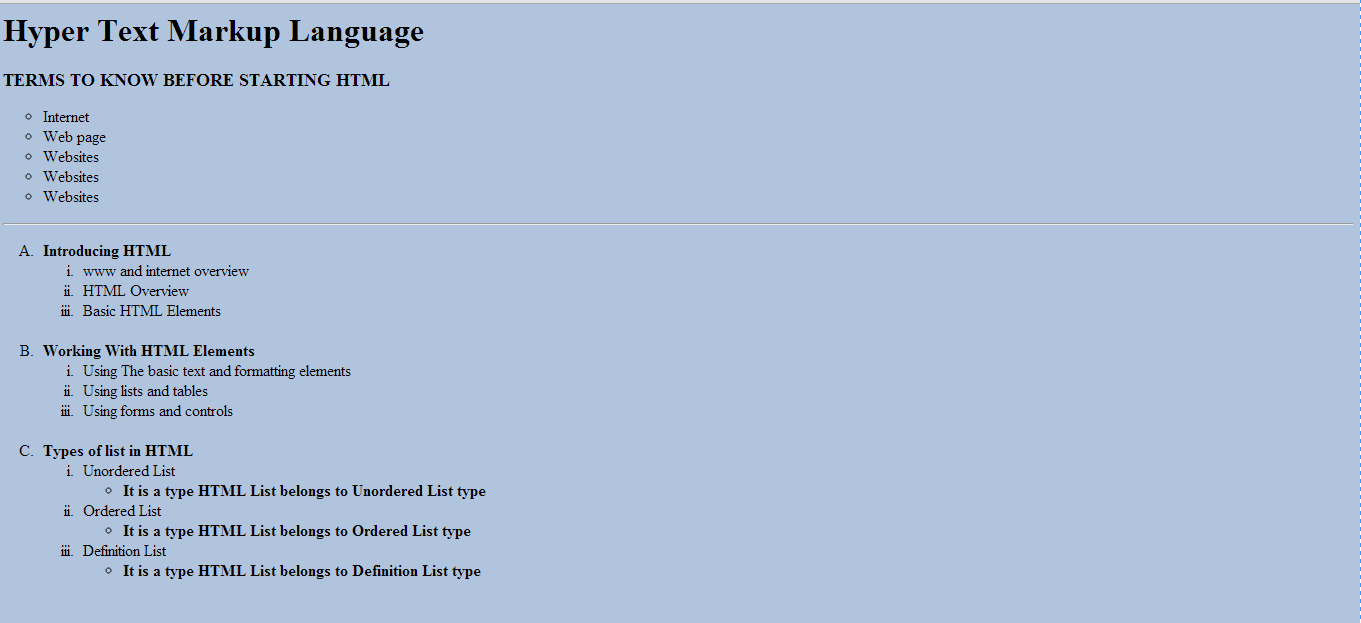 Hyper Text Markup Language
TERMS TO KNOW BEFORE STARTING HTML
Internet
Web page
Websites
Websites
Websites
A. Introducing HTML
i. www and internet overview
ii. HTML Overview
iii. Basic HTML Elements
B. Working With HTML Elements
i. Using The basic text and formatting elements
ii. Using lists and tables
iii. Using forms and controls
C. Types of list in HTML
i. Unordered List
It is a type HTML List belongs to Unordered List type
ii. Ordered List
It is a type HTML List belongs to Ordered List type
iii. Definition List
It is a type HTML List belongs to Definition List type